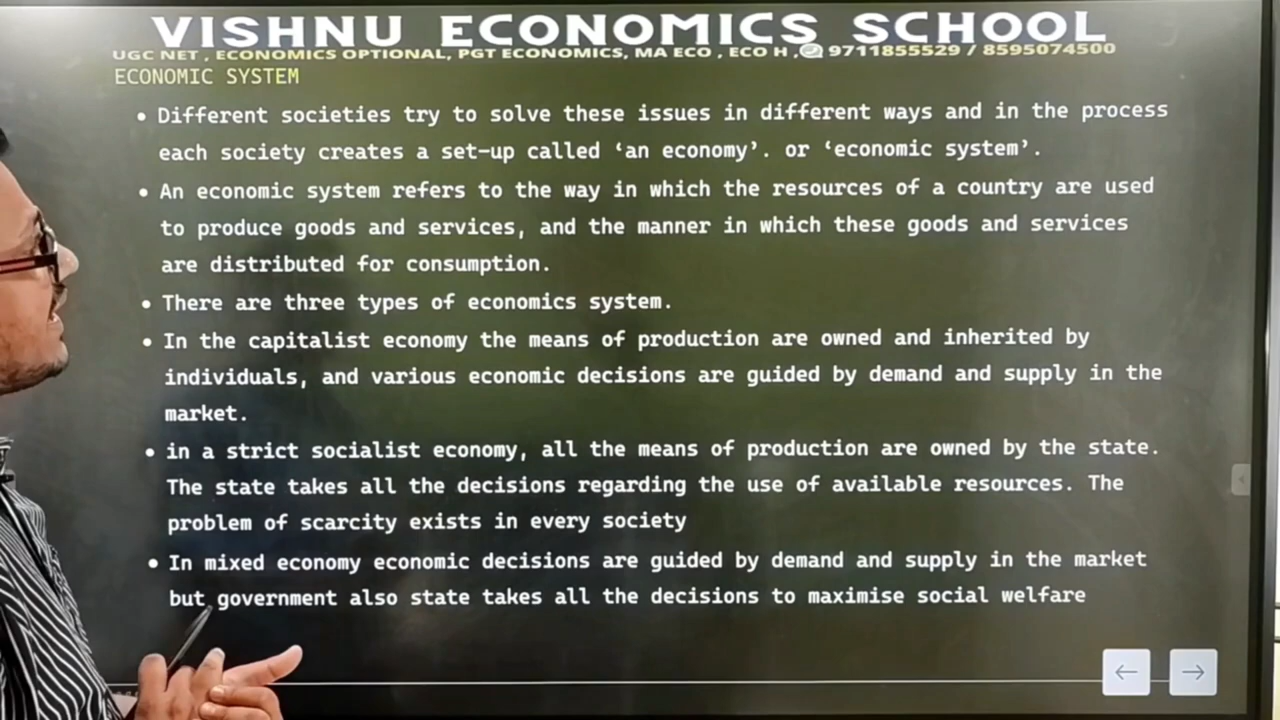 VISHNU ECONOMICS SCHOOL
UGC NET , ECONOMICS OPTIONAL, PGT ECONOMICS, MA ECO , ECO H , 9711855529 / 8595074500
ECONOMIC SYSTEM
• Different societies try to solve these issues in different ways and in the process
each society creates a set-up called ‘an economy’. or ‘economic system’.
• An economic system refers to the way in which the resources of a country are used
to produce goods and services, and the manner in which these goods and services
are distributed for consumption.
• There are three types of economics system.
• In the capitalist economy the means of production are owned and inherited by
individuals, and various economic decisions are guided by demand and supply in the
market.
• in a strict socialist economy, all the means of production are owned by the state.
The state takes all the decisions regarding the use of available resources. The
problem of scarcity exists in every society
• In mixed economy economic decisions are guided by demand and supply in the market
but government also state takes all the decisions to maximise social welfare